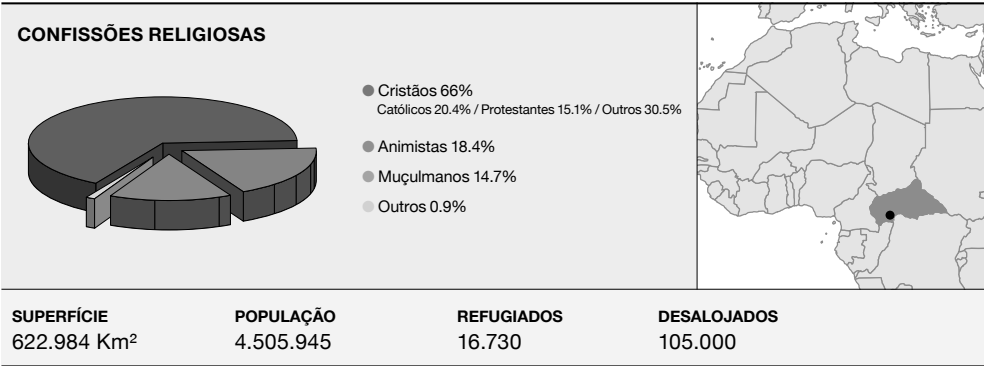 CONFISSÕES RELIGIOSAS
Cristãos 66%
Católicos 20.4% / Protestantes 15.1% / Outros 30.5%
Animistas 18.4%
Muçulmanos 14.7%
Outros 0.9%
SUPERFÍCIE
622.984 Km²
POPULAÇÃO
4.505.945
REFUGIADOS
16.730
DESALOJADOS
105.000